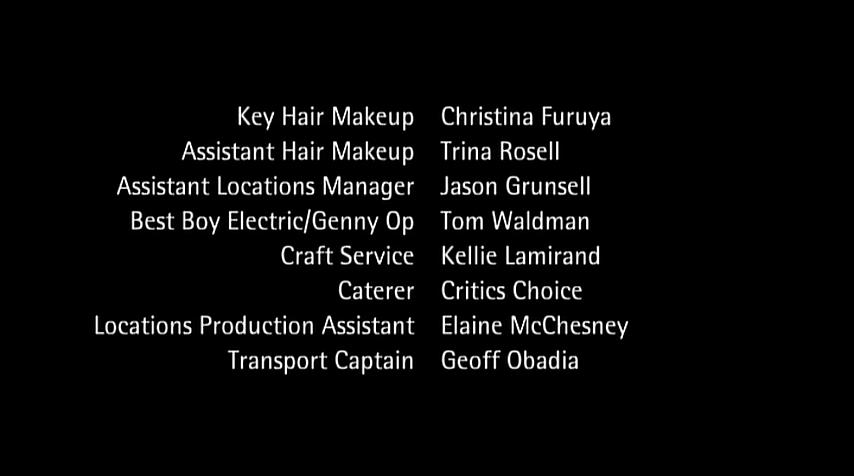 Key Hair Makeup Christina Furuya
Assistant Hair Makeup Trina Rosell
Assistant Locations Manager Jason Grunsell
Best Boy Electric/Genny Op Tom Waldman
Craft Service Kellie Lamirand
Caterer Critics Choice
Locations Production Assistant Elaine McChesney
Transport Captain Geoff Obadia